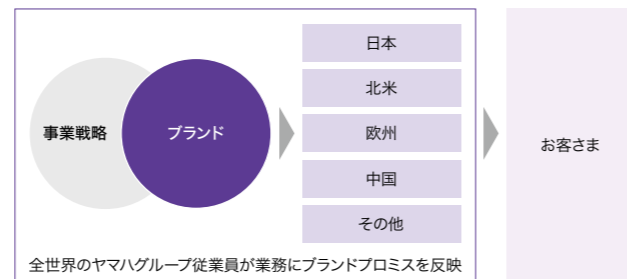 事業戦略
ブランド
日本
北米
欧州
中国
その他
お客さま
全世界のヤマハグループ従業員が業務にブランドプロミスを反映